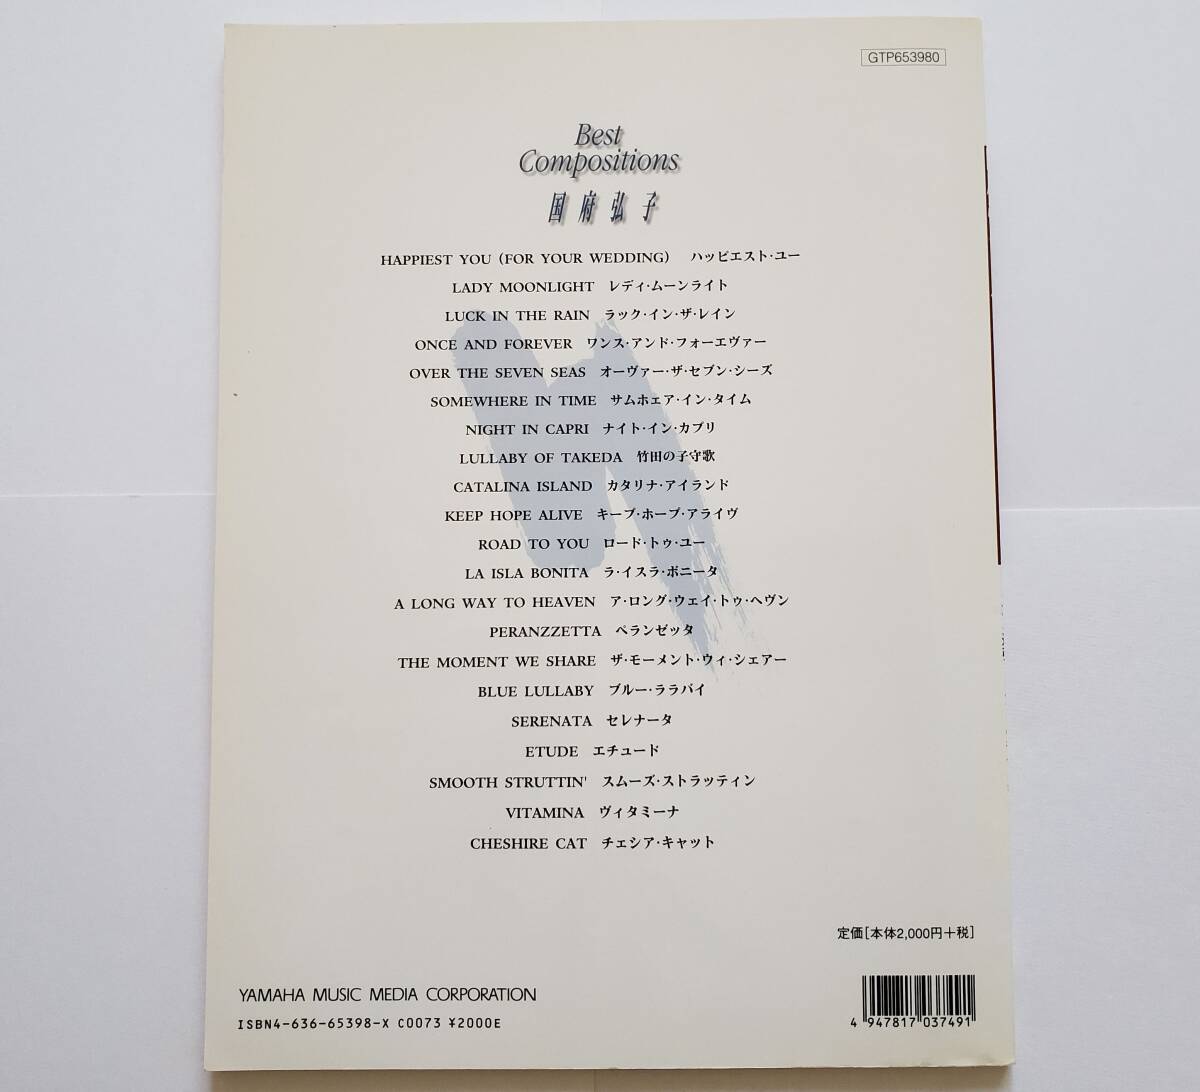 GTP653980
Best
Compositions
国府弘子
HAPPIEST YOU (FOR YOUR WEDDING) ハッピエスト・ユー
LADY MOONLIGHT レディ・ムーンライト
LUCK IN THE RAIN ラック・イン・ザ・レイン
ONCE AND FOREVER ワンス・アンド・フォーエヴァー
OVER THE SEVEN SEAS オーヴァー・ザ・セブン・シーズ
SOMEWHERE IN TIME サムホェア・イン・タイム
NIGHT IN CAPRI ナイト・イン・カプリ
LULLABY OF TAKEDA 竹田の子守歌
CATALINA ISLAND カタリナ・アイランド
KEEP HOPE ALIVE キープ・ホープ・アライヴ
ROAD TO YOU ロード・トゥ・ユー
LA ISLA BONITA ラ・イスラ・ボニータ
A LONG WAY TO HEAVEN ア・ロング・ウェイ・トゥ・ヘヴン
PERANZZETTA ペランゼッタ
THE MOMENT WE SHARE ザ・モーメント・ウィ・シェアー
BLUE LULLABY ブルー・ララバイ
SERENATA セレナータ
ETUDE エチュード
SMOOTH STRUTTIN' スムーズ・ストラッティン
VITAMINA ヴィタミーナ
CHESHIRE CAT チェシア・キャット
定価[本体2,000円+税]
YAMAHA MUSIC MEDIA CORPORATION
ISBN4-636-65398-X C0073 ¥2000E
4 947817 037491